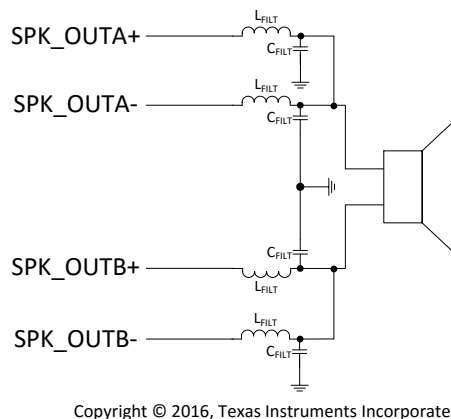 SPK_OUTA+
LFILT
CFILT
SPK_OUTA-
LFILT
CFILT
SPK_OUTB+
CFILT
LFILT
SPK_OUTB-
LFILT
CFILT
Copyright © 2016, Texas Instruments Incorporate